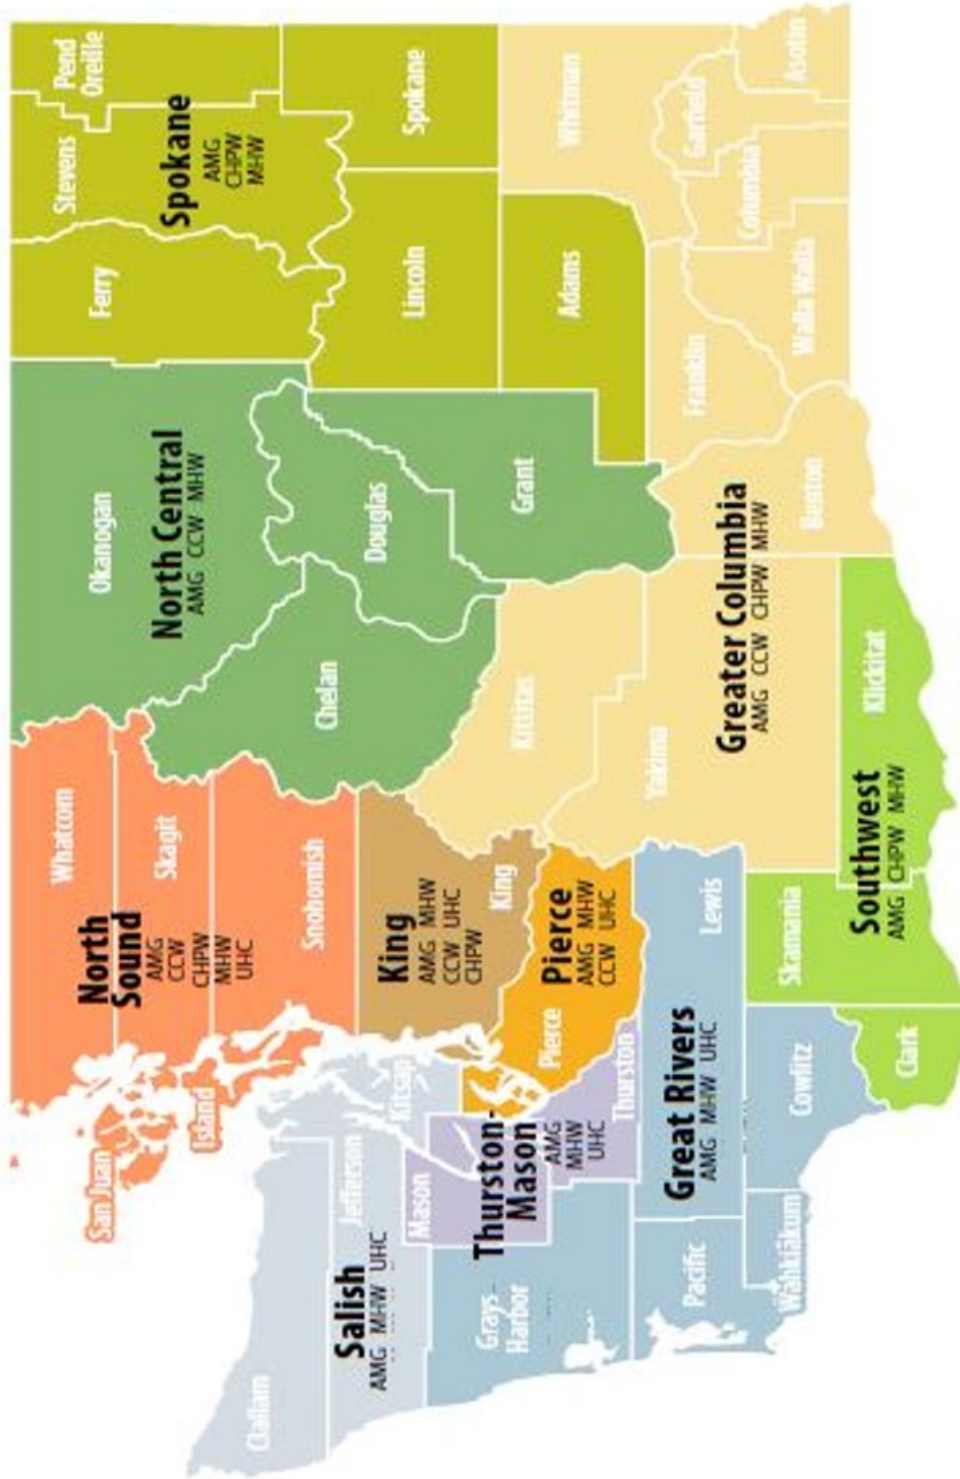 Whatcom
San Juan
Skagit
Island
North
Sound
AMG
CCW
CHPW
MHW
UHC
Snohomish
Okanogan
North Central
AMG CCW MHW
Chelan
Douglas
Grant
Ferry
Stevens
Pend
Oreille
Spokane
AMG
CHPW
MHW
Lincoln
Spokane
Adams
Clallam
Jefferson
Kitsap
Salish
AMG MHW UHC
Mason
Thurston-
Mason
AMG
MHW
UHC
Thurston
King
AMG MHW
CCW UHC
CHPW
King
Pierce
AMG MHW
CCW UHC
Pierce
Grays
Harbor
Great Rivers
AMG MHW UHC
Lewis
Pacific
Wahkiakum
Cowlitz
Kittitas
Yakima
Greater Columbia
AMG CCW CHPW MHW
Benton
Franklin
Walla Walla
Columbia
Garfield
Whitman
Asotin
Skamania
Southwest
AMG CHPW MHW
Klickitat
Clark